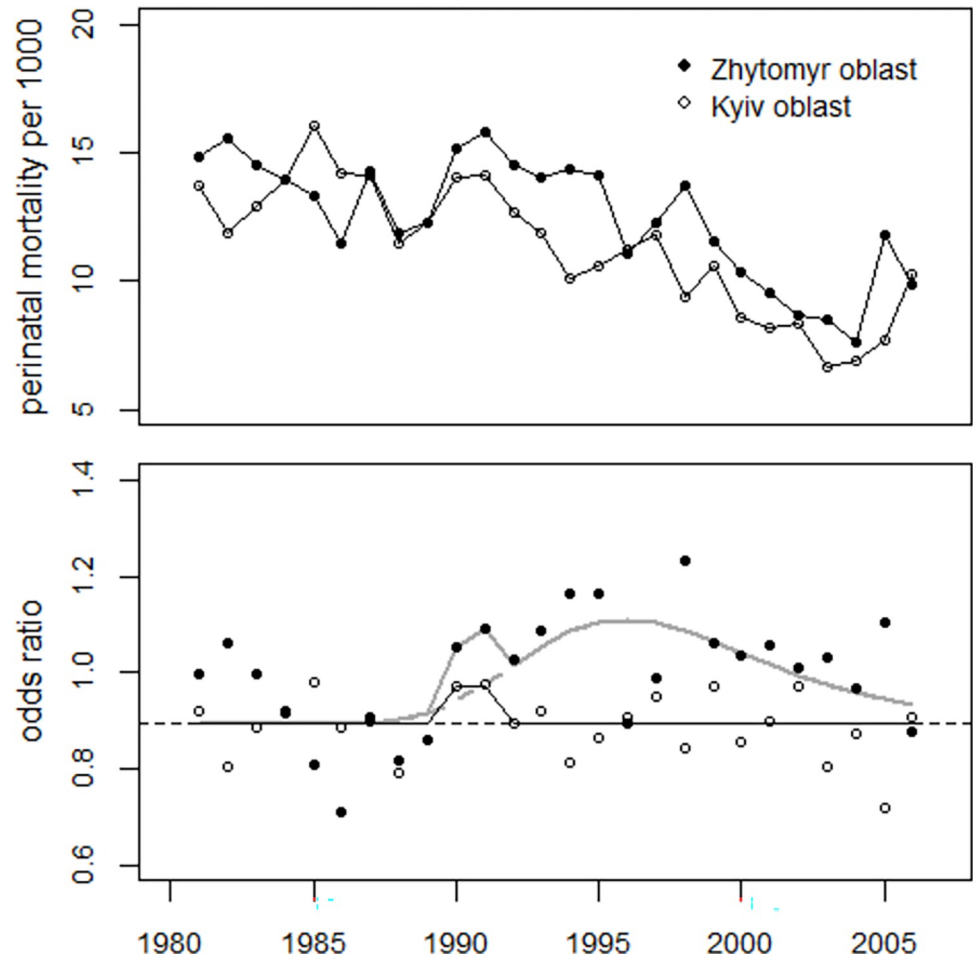 perinatal mortality per 1000
20
15
10
5
Zhytomyr oblast
Kyiv oblast
odds ratio
1.4
1.2
1.0
0.8
0.6
1980 1985 1990 1995 2000 2005